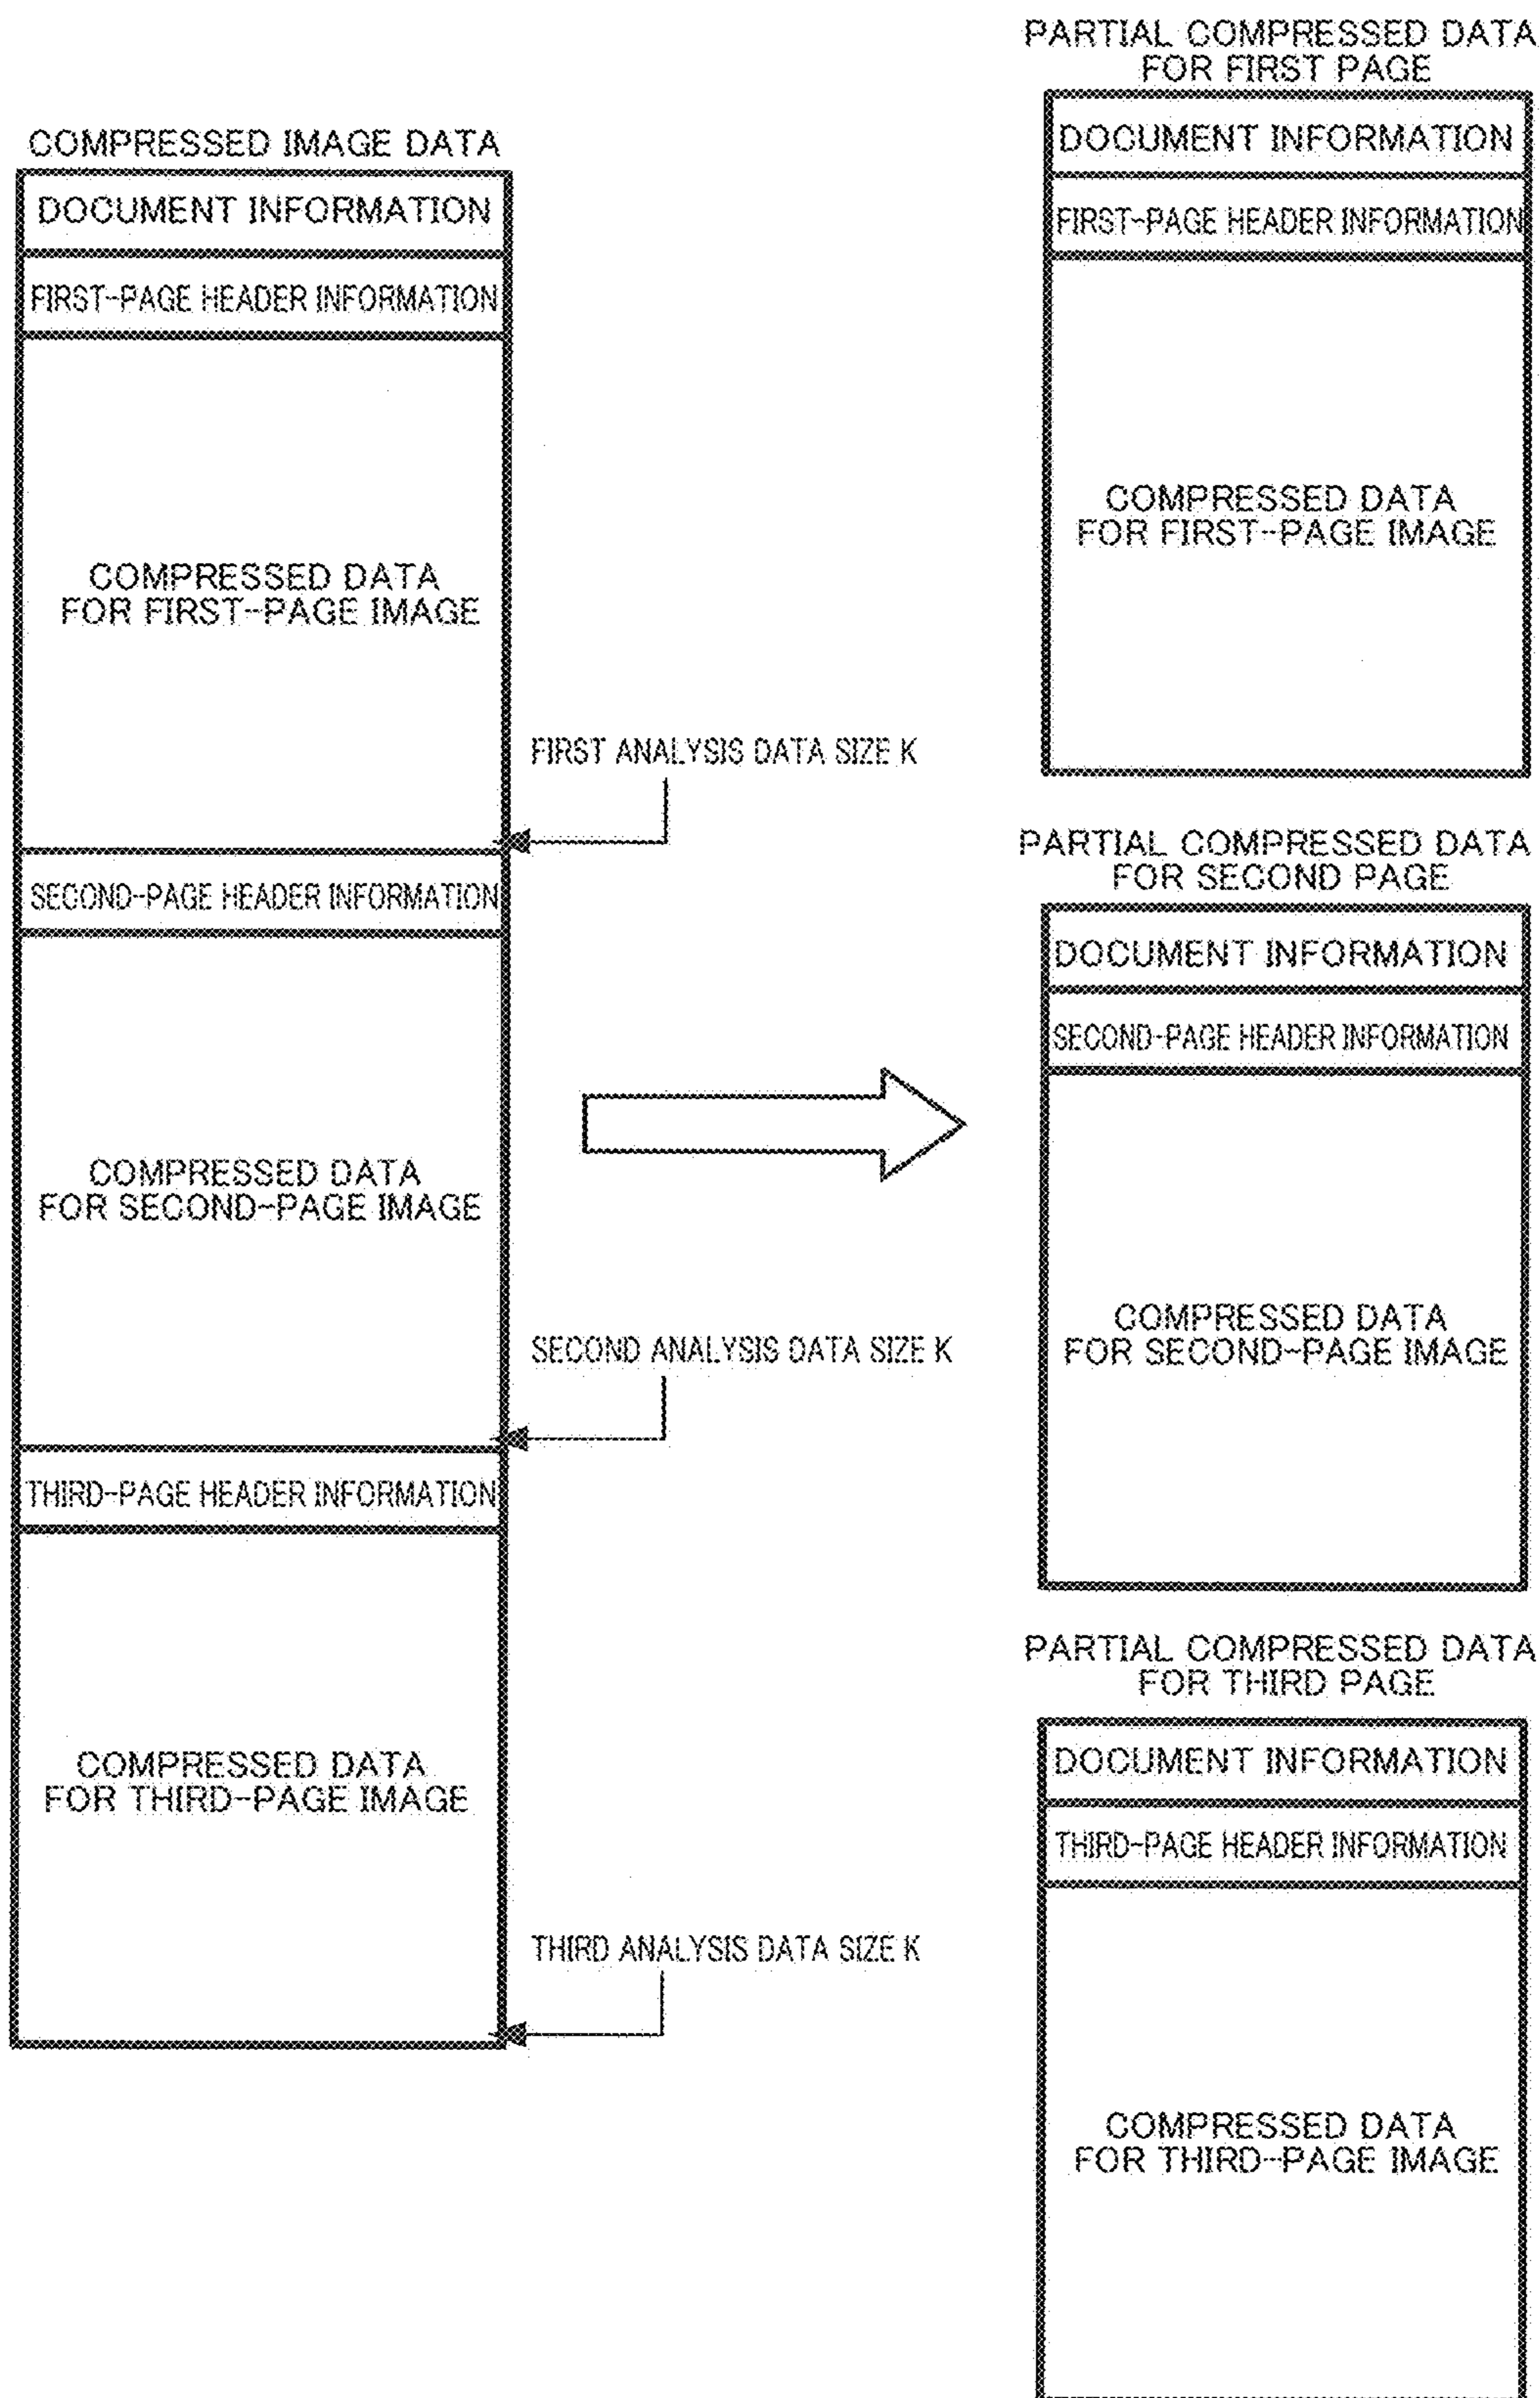 COMPRESSED IMAGE DATA
DOCUMENT INFORMATION
FIRST-PAGE HEADER INFORMATION
COMPRESSED DATA
FOR FIRST-PAGE IMAGE
FIRST ANALYSIS DATA SIZE K
SECOND-PAGE HEADER INFORMATION
COMPRESSED DATA
FOR SECOND-PAGE IMAGE
SECOND ANALYSIS DATA SIZE K
THIRD-PAGE HEADER INFORMATION
COMPRESSED DATA
FOR THIRD-PAGE IMAGE
THIRD ANALYSIS DATA SIZE K
PARTIAL COMPRESSED DATA
FOR FIRST PAGE
DOCUMENT INFORMATION
FIRST-PAGE HEADER INFORMATION
COMPRESSED DATA
FOR FIRST-PAGE IMAGE
PARTIAL COMPRESSED DATA
FOR SECOND PAGE
DOCUMENT INFORMATION
SECOND-PAGE HEADER INFORMATION
COMPRESSED DATA
FOR SECOND-PAGE IMAGE
PARTIAL COMPRESSED DATA
FOR THIRD PAGE
DOCUMENT INFORMATION
THIRD-PAGE HEADER INFORMATION
COMPRESSED DATA
FOR THIRD-PAGE IMAGE